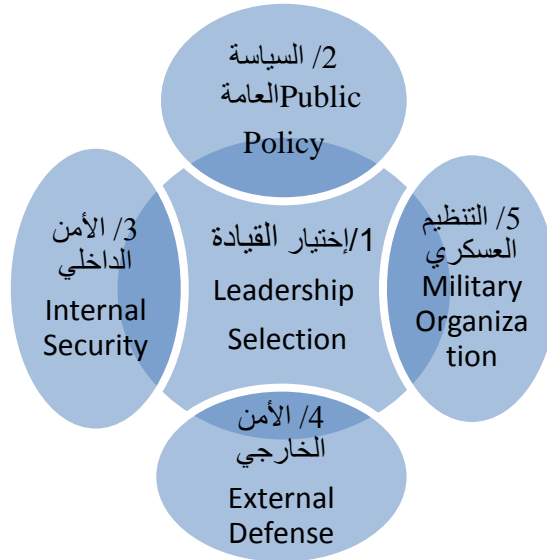 2/ السياسة
العامةPublic
Policy
3/ الأمن
الداخلي
Internal
Security
1/إختيار القيادة
Leadership
Selection
5/ التنظيم
العسكري
Military
Organiza
tion
4/ الأمن
الخارجي
External
Defense